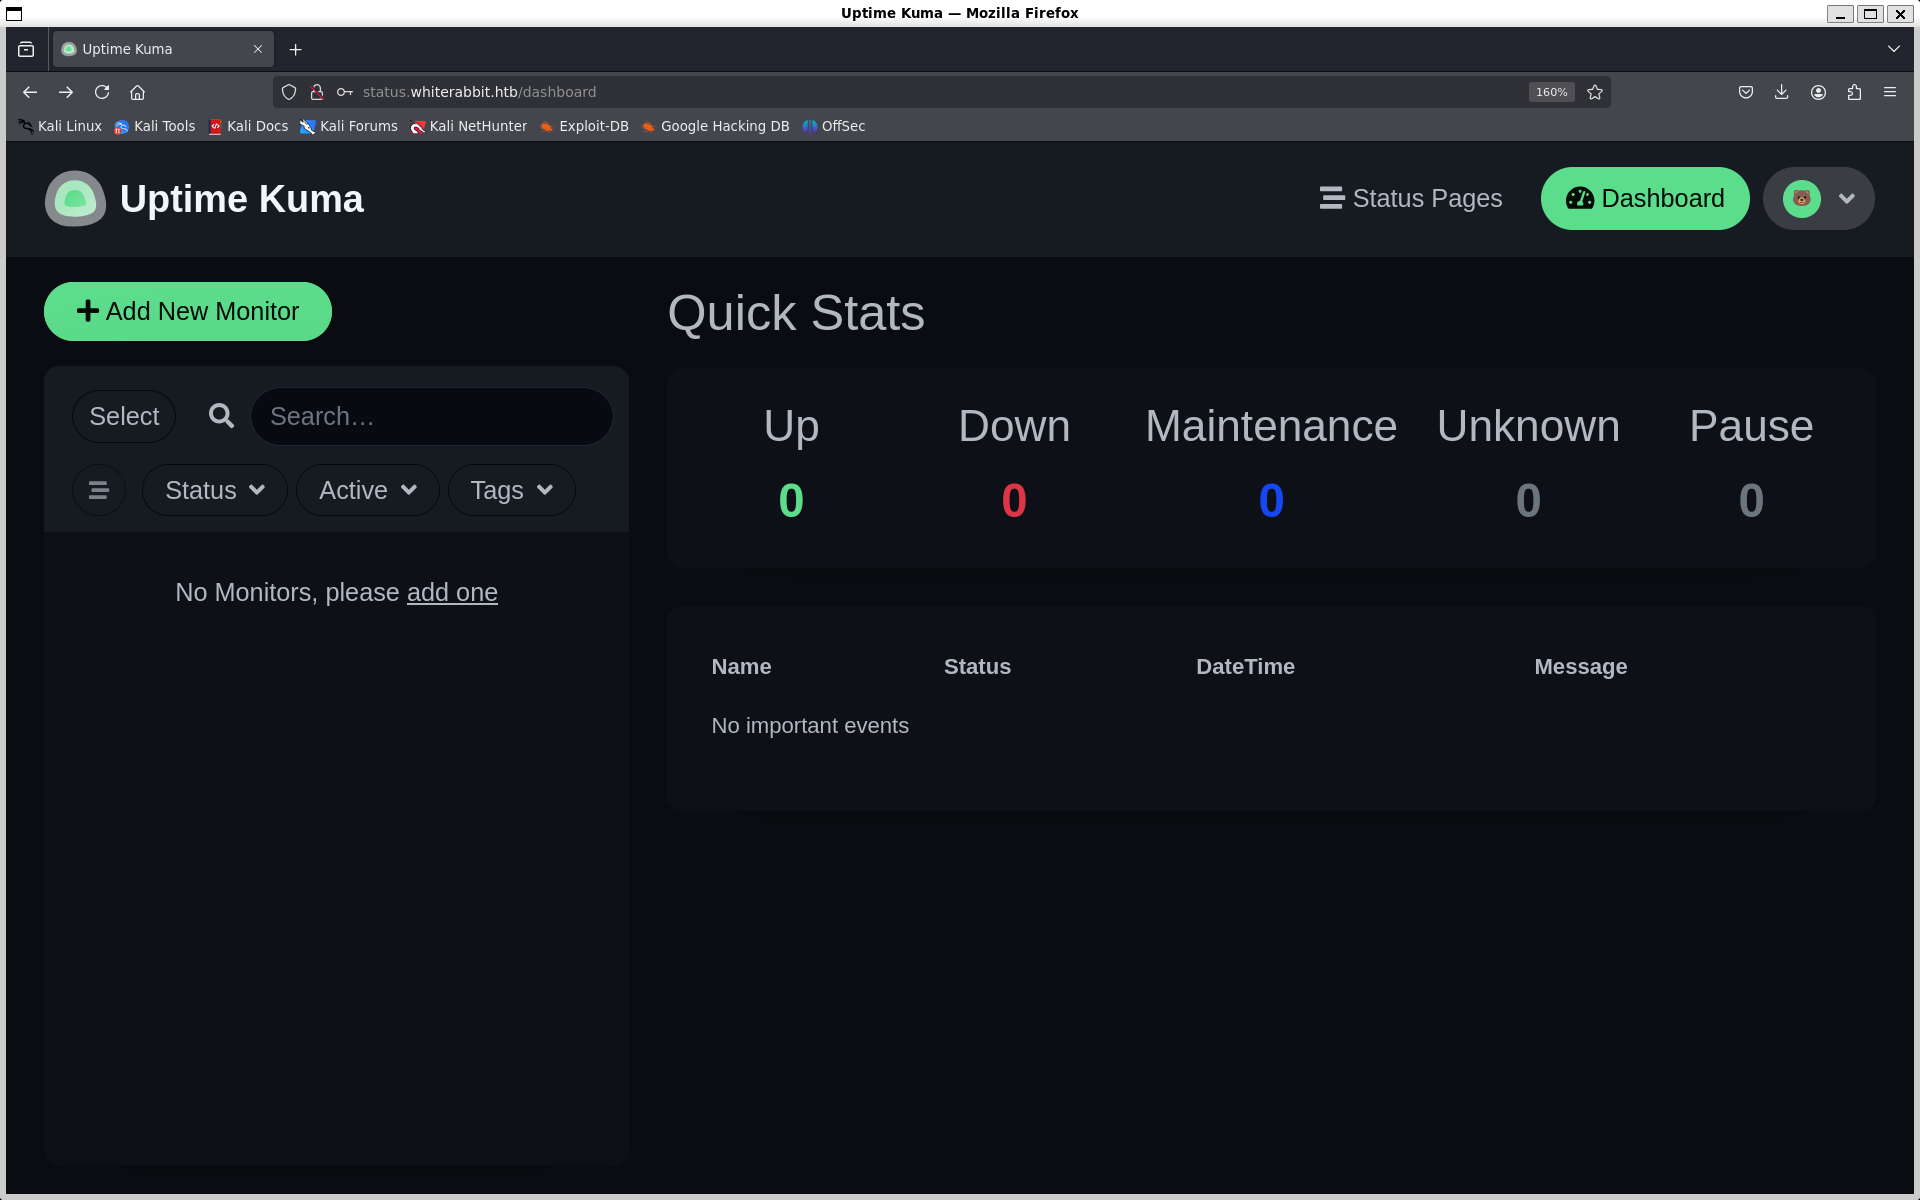 Uptime Kuma — Mozilla Firefox
Uptime Kuma
status.whiterabbit.htb/dashboard
160%
Kali Linux Kali Tools Kali Docs Kali Forums Kali NetHunter Exploit-DB Google Hacking DB OffSec
Uptime Kuma
Status Pages
Dashboard
Add New Monitor
Select
Search…
Status
Active
Tags
No Monitors, please add one
Quick Stats
Up Down Maintenance Unknown Pause
0 0 0 0 0
Name Status DateTime Message
No important events